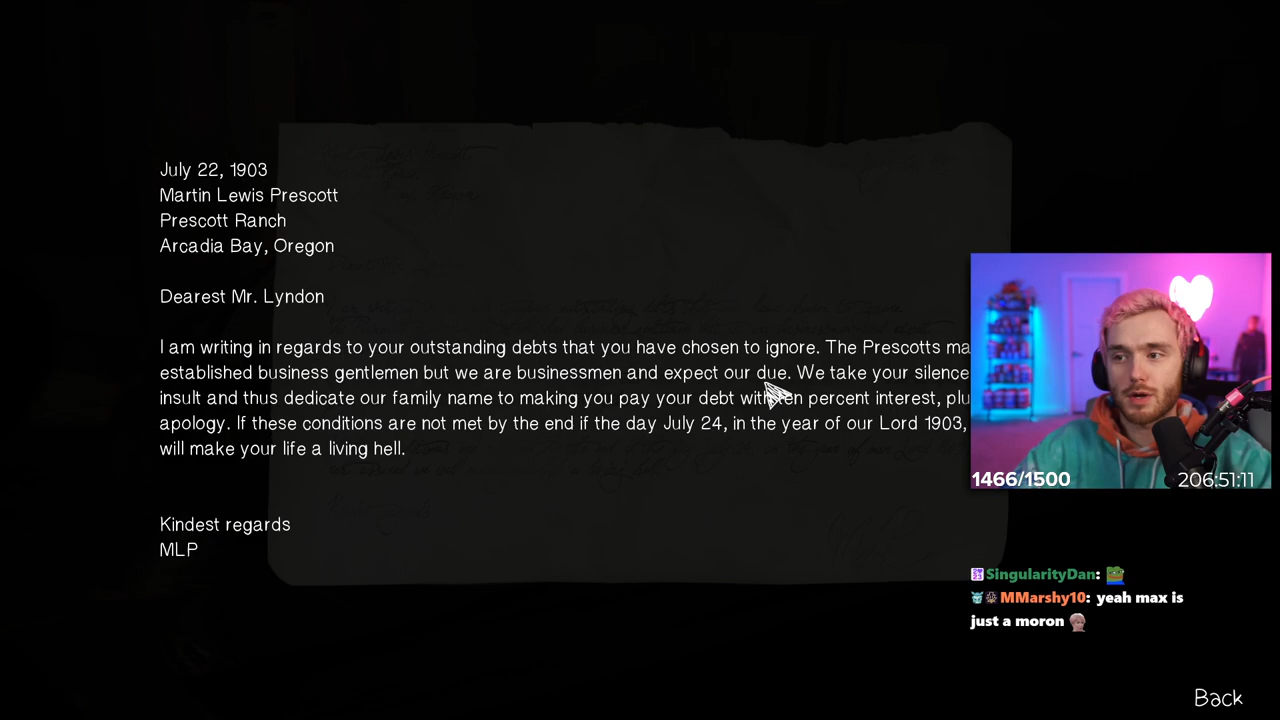 July 22, 1903
Martin Lewis Prescott
Prescott Ranch
Arcadia Bay, Oregon
Dearest Mr. Lyndon
I am writing in regards to your outstanding debts that you have chosen to ignore. The Prescotts ma
established business gentlemen but we are businessmen and expect our due. We take your silence
insult and thus dedicate our family name to making you pay your debt with ten percent interest, plu
apology. If these conditions are not met by the end if the day July 24, in the year of our Lord 1903,
will make your life a living hell.
Kindest regards
MLP
1466/1500
206:51:11
SingularityDan:
MMarshy10: yeah max is
just a moron
Back